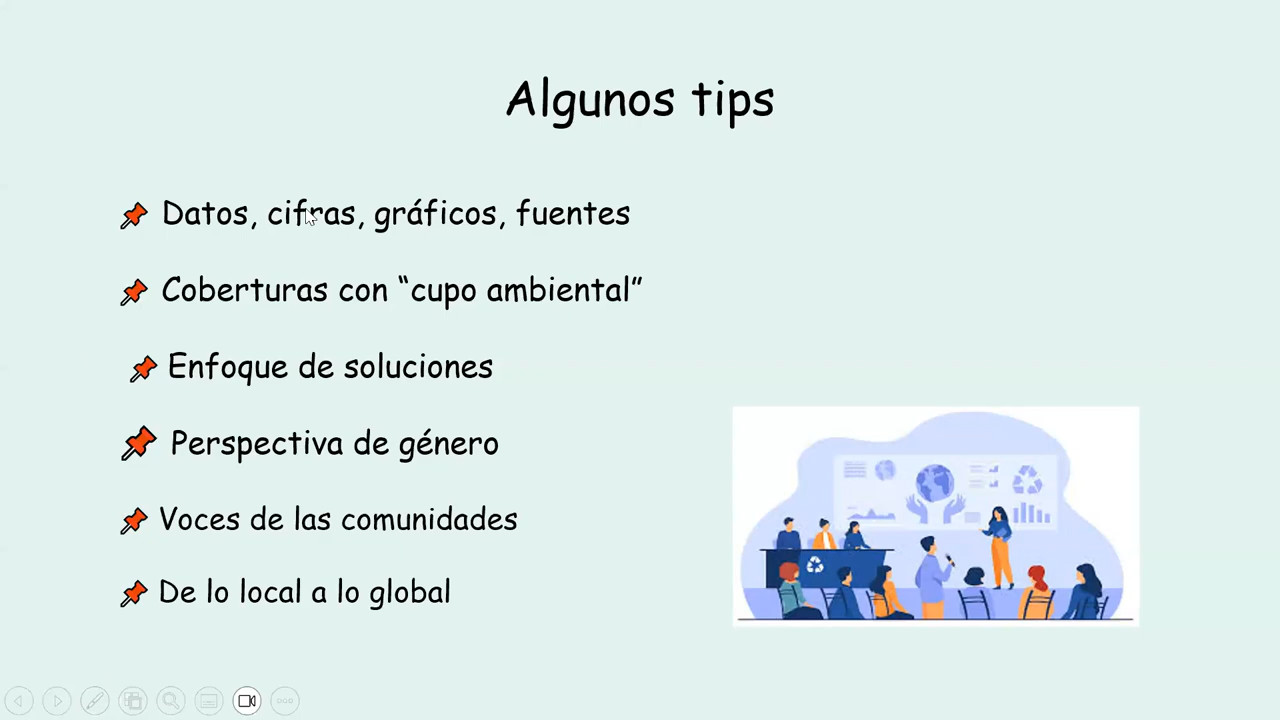 Algunos tips
Datos, cifras, gráficos, fuentes
Coberturas con “cupo ambiental”
Enfoque de soluciones
Perspectiva de género
Voces de las comunidades
De lo local a lo global